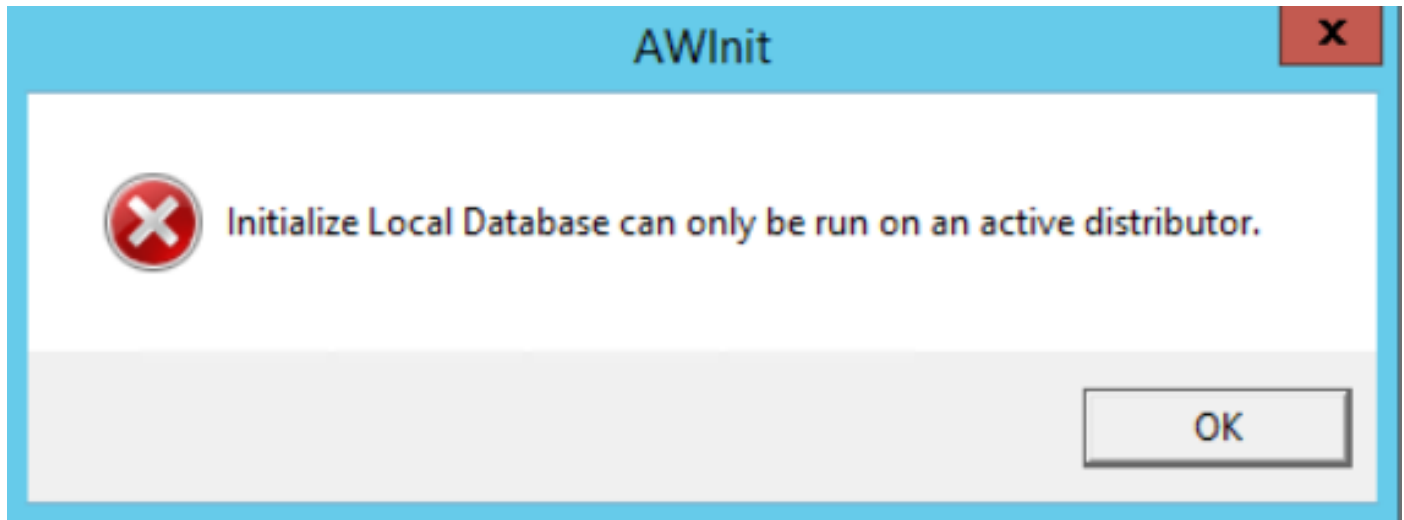 AWInit
x
Initialize Local Database can only be run on an active distributor.
OK